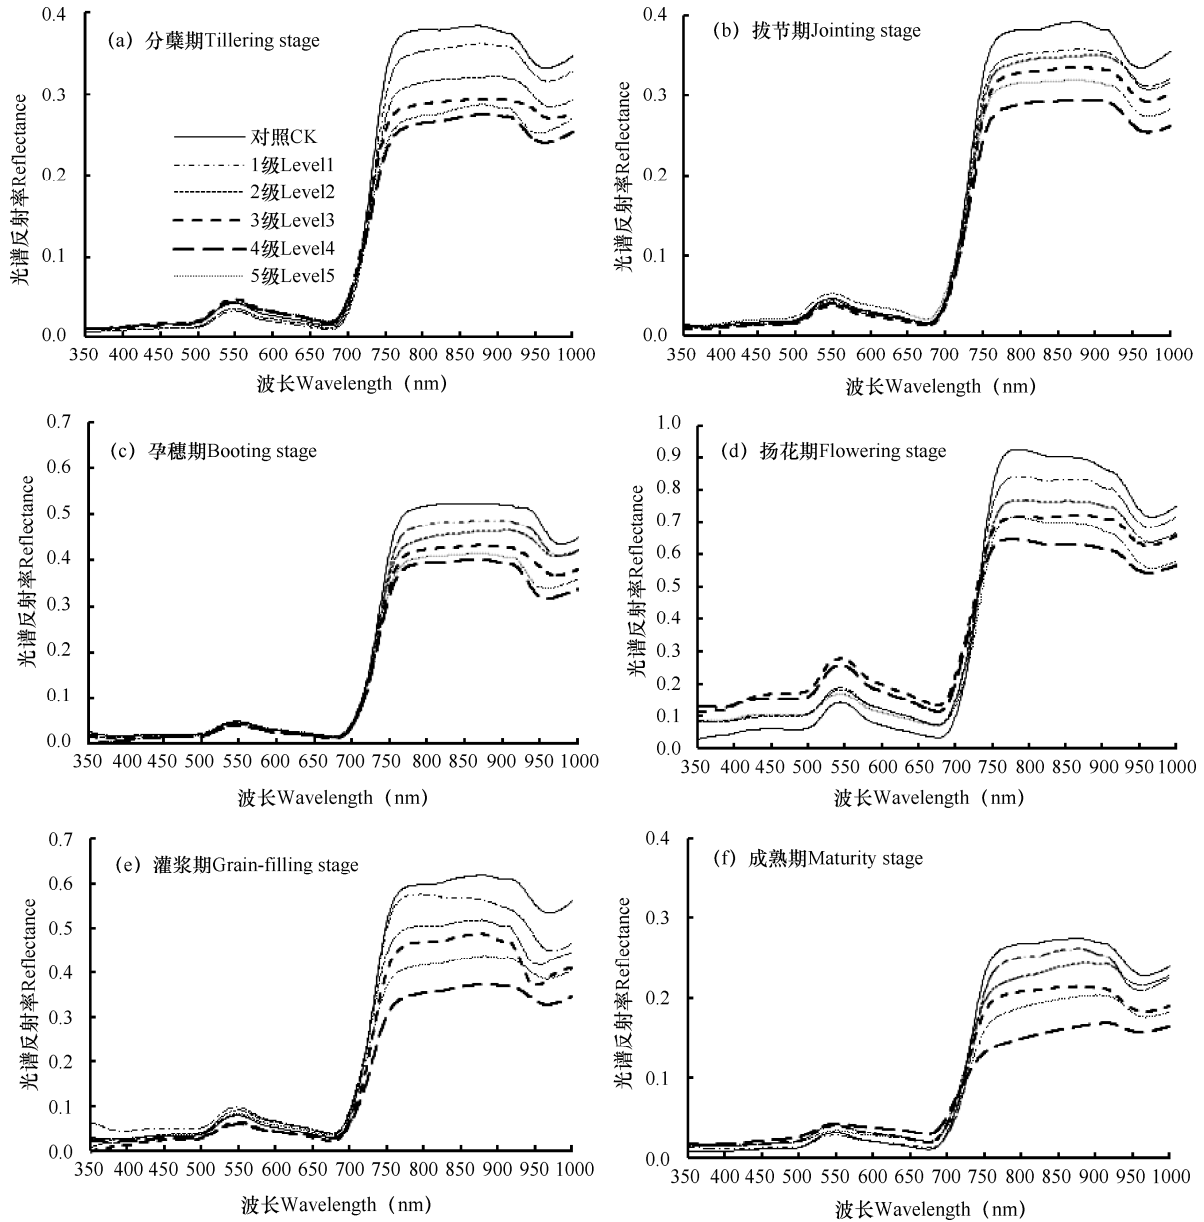 (a) 分蘖期Tillering stage
光谱反射率Reflectance
0.4
0.3
0.2
0.1
0.0
对照CK
1级Level1
2级Level2
3级Level3
4级Level4
5级Level5
350 400 450 500 550 600 650 700 750 800 850 900 950 1000
波长Wavelength (nm)
(b) 拔节期Jointing stage
光谱反射率Reflectance
0.4
0.3
0.2
0.1
0.0
350 400 450 500 550 600 650 700 750 800 850 900 950 1000
波长Wavelength (nm)
(c) 孕穗期Booting stage
光谱反射率Reflectance
0.7
0.6
0.5
0.4
0.3
0.2
0.1
0.0
350 400 450 500 550 600 650 700 750 800 850 900 950 1000
波长Wavelength (nm)
(d) 扬花期Flowering stage
光谱反射率Reflectance
1.0
0.9
0.8
0.7
0.6
0.5
0.4
0.3
0.2
0.1
0.0
350 400 450 500 550 600 650 700 750 800 850 900 950 1000
波长Wavelength (nm)
(e) 灌浆期Grain-filling stage
光谱反射率Reflectance
0.7
0.6
0.5
0.4
0.3
0.2
0.1
0.0
350 400 450 500 550 600 650 700 750 800 850 900 950 1000
波长Wavelength (nm)
(f) 成熟期Maturity stage
光谱反射率Reflectance
0.4
0.3
0.2
0.1
0.0
350 400 450 500 550 600 650 700 750 800 850 900 950 1000
波长Wavelength (nm)